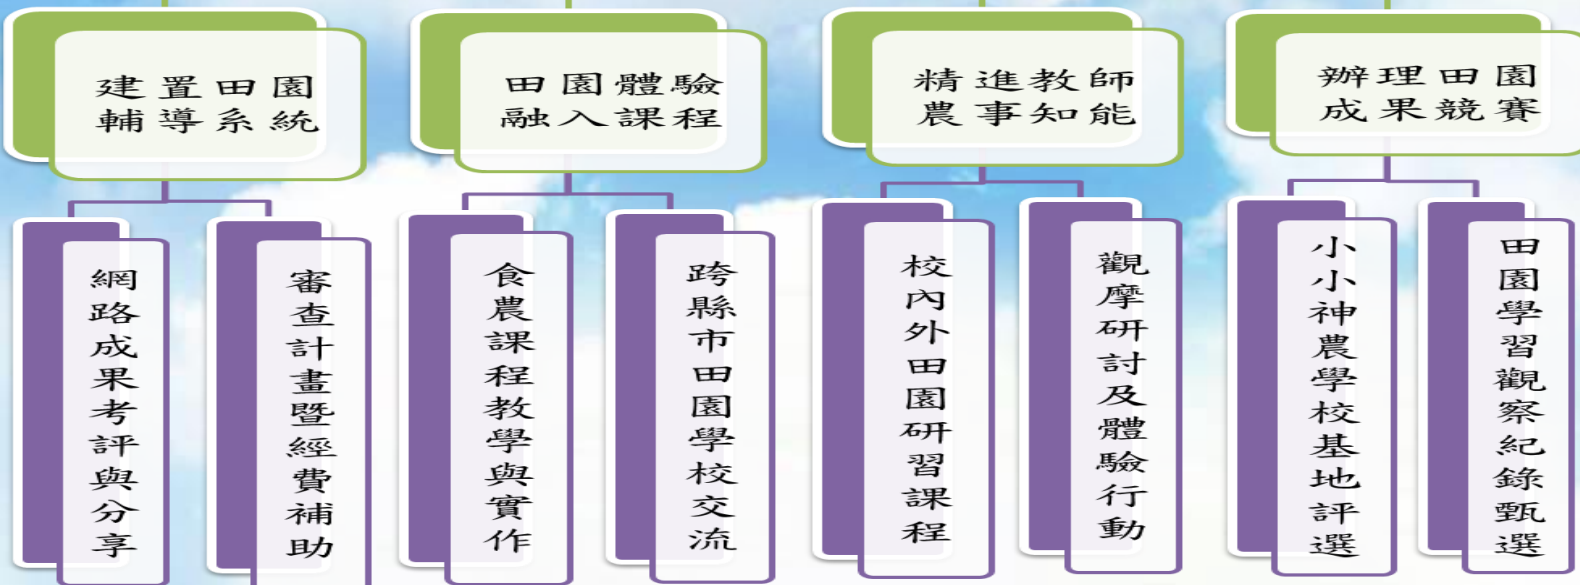 建置田園
輔導系統
田園體驗
融入課程
精進教師
農事知能
辦理田園
成果競賽
網路成果考評與分享
審查計畫暨經費補助
食農課程教學與實作
跨縣市田園學校交流
校內外田園研習課程
觀摩研討及體驗行動
小小神農學校基地評選
田園學習觀察紀錄甄選